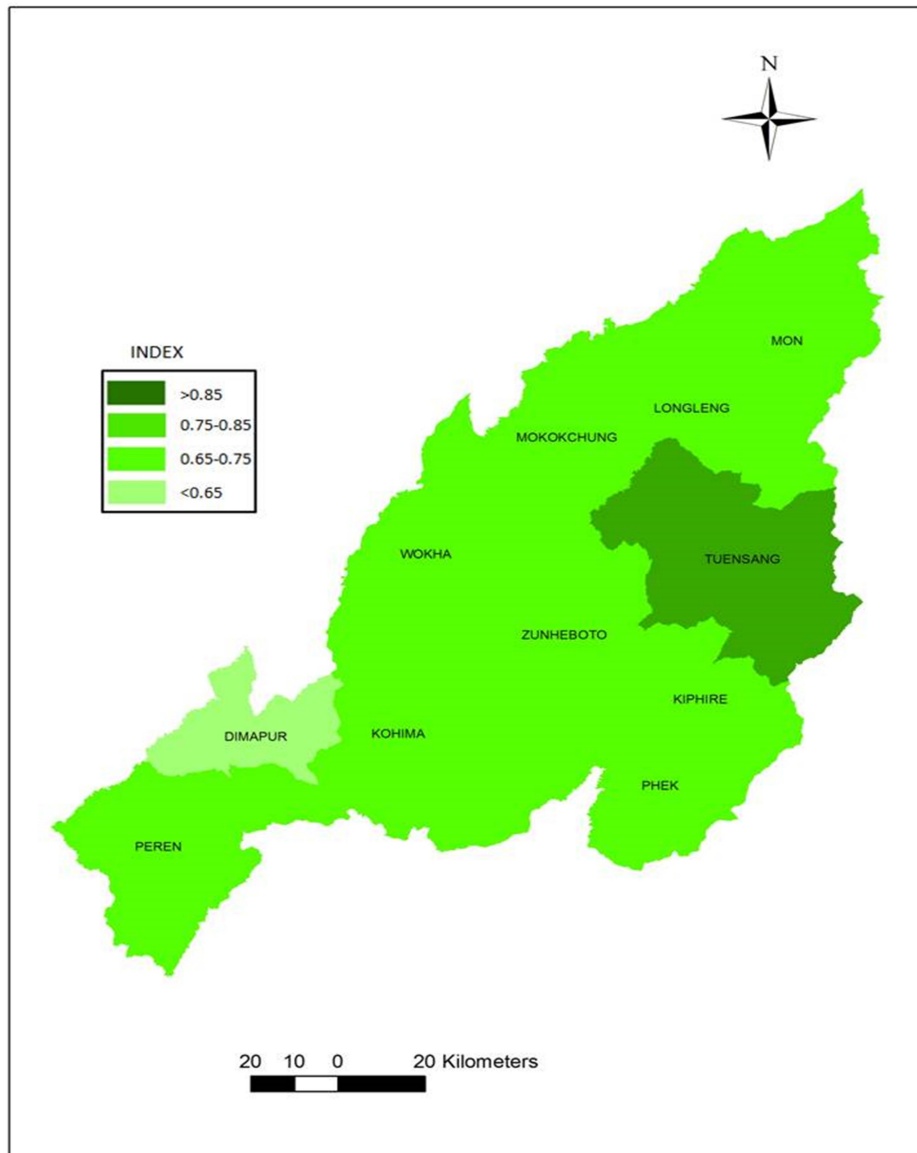 N
INDEX
>0.85
0.75-0.85
0.65-0.75
<0.65
MON
LONGLENG
MOKOKCHUNG
WOKHA
TUENSANG
ZUNHEBOTO
KIPHIRE
DIMAPUR
KOHIMA
PHEK
PEREN
20 10 0 20 Kilometers